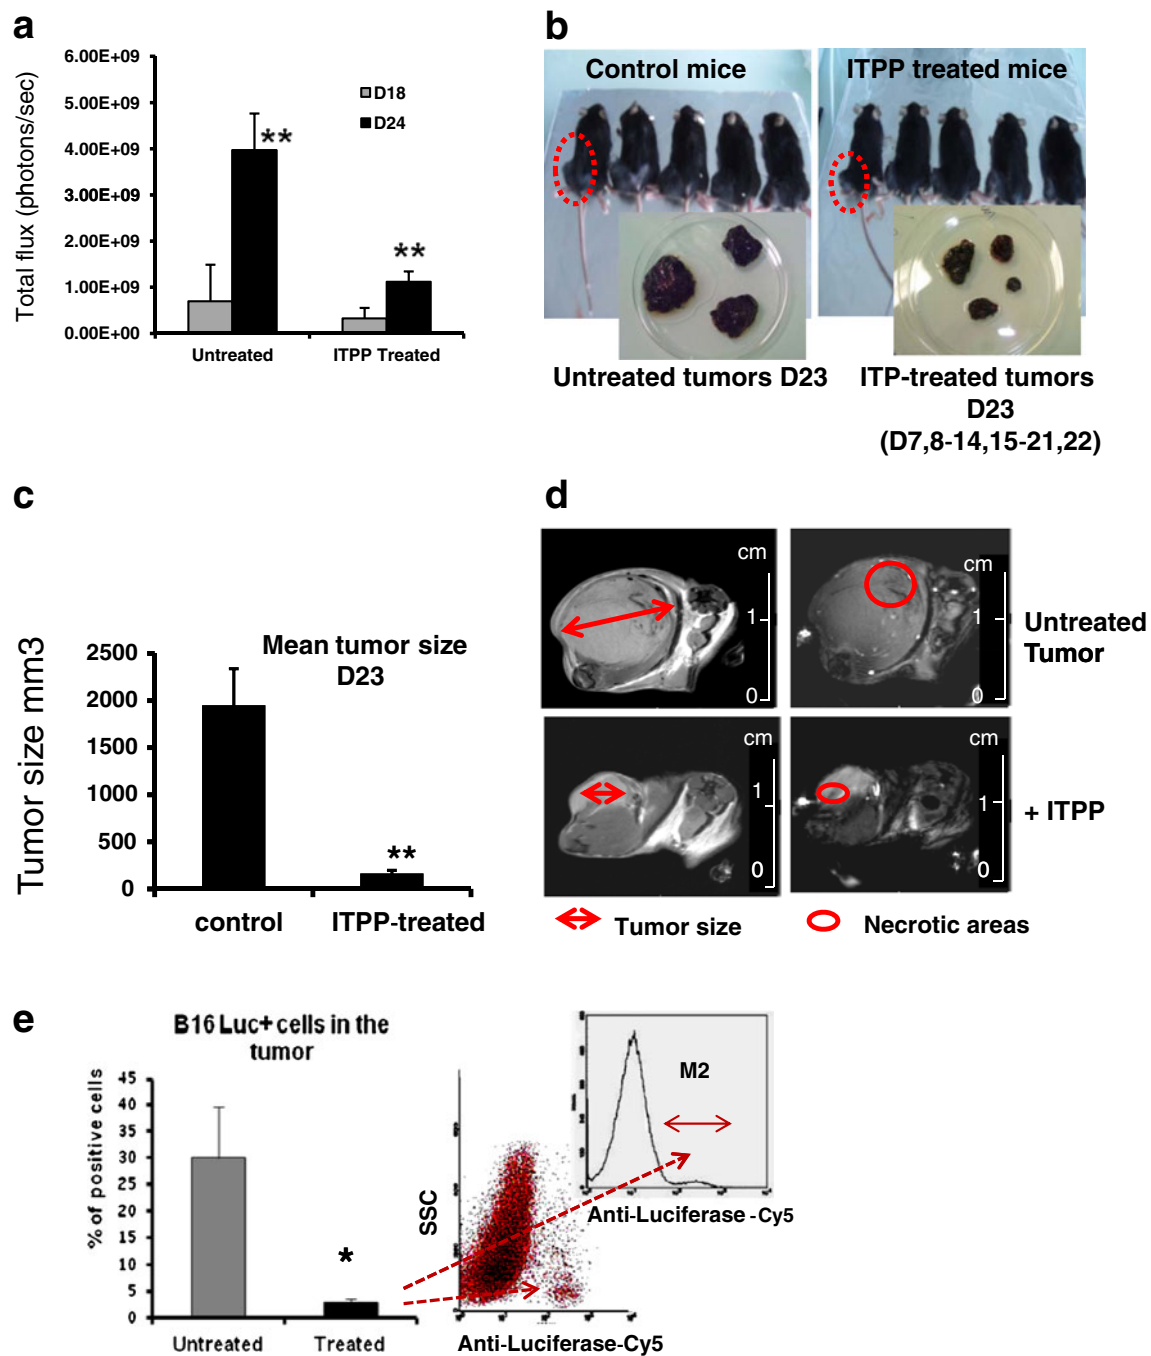 a
6.00E+09
5.00E+09
4.00E+09
3.00E+09
2.00E+09
1.00E+09
0.00E+00
Total flux (photons/sec)
D18
D24
**
**
Untreated
ITPP Treated
b
Control mice
ITPP treated mice
Untreated tumors D23
ITP-treated tumors
D23
(D7,8-14,15-21,22)
c
Tumor size mm3
2500
2000
1500
1000
500
0
Mean tumor size
D23
**
control
ITPP-treated
d
cm
1
0
cm
1
0
Untreated
Tumor
cm
1
0
cm
1
0
+ ITPP
Tumor size
Necrotic areas
e
B16 Luc+ cells in the
tumor
% of positive cells
45
40
35
30
25
20
15
10
5
0
*
Untreated
Treated
SSC
Anti-Luciferase-Cy5
M2
Anti-Luciferase -Cy5